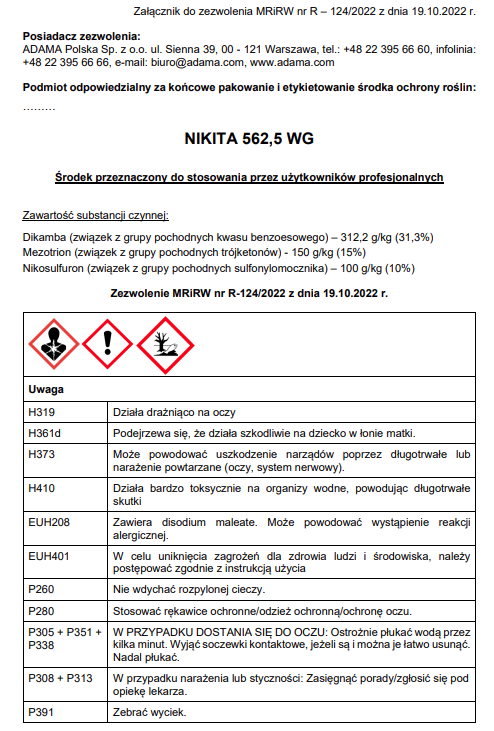 Załącznik do zezwolenia MRiRW nr R – 124/2022 z dnia 19.10.2022 r.
Posiadacz zezwolenia:
ADAMA Polska Sp. z o.o. ul. Sienna 39, 00 - 121 Warszawa, tel.: +48 22 395 66 60, infolinia:
+48 22 395 66 66, e-mail: biuro@adama.com, www.adama.com
Podmiot odpowiedzialny za końcowe pakowanie i etykietowanie środka ochrony roślin:
………
NIKITA 562,5 WG
Środek przeznaczony do stosowania przez użytkowników profesjonalnych
Zawartość substancji czynnej:
Dikamba (związek z grupy pochodnych kwasu benzoesowego) – 312,2 g/kg (31,3%)
Mezotrion (związek z grupy pochodnych trójketonów) - 150 g/kg (15%)
Nikosulfuron (związek z grupy pochodnych sulfonylomocznika) – 100 g/kg (10%)
Zezwolenie MRiRW nr R-124/2022 z dnia 19.10.2022 r.
Uwaga
H319 Działa drażniąco na oczy
H361d Podejrzewa się, że działa szkodliwie na dziecko w łonie matki.
H373 Może powodować uszkodzenie narządów poprzez długotrwałe lub
narażenie powtarzane (oczy, system nerwowy).
H410 Działa bardzo toksycznie na organizy wodne, powodując długotrwałe
skutki
EUH208 Zawiera disodium maleate. Może powodować wystąpienie reakcji
alergicznej.
EUH401 W celu uniknięcia zagrożeń dla zdrowia ludzi i środowiska, należy
postępować zgodnie z instrukcją użycia
P260 Nie wdychać rozpylonej cieczy.
P280 Stosować rękawice ochronne/odzież ochronną/ochronę oczu.
P305 + P351 + W PRZYPADKU DOSTANIA SIĘ DO OCZU: Ostrożnie płukać wodą przez
P338 kilka minut. Wyjąć soczewki kontaktowe, jeżeli są i można je łatwo usunąć.
Nadal płukać.
P308 + P313 W przypadku narażenia lub styczności: Zasięgnąć porady/zgłosić się pod
opiekę lekarza.
P391 Zebrać wyciek.